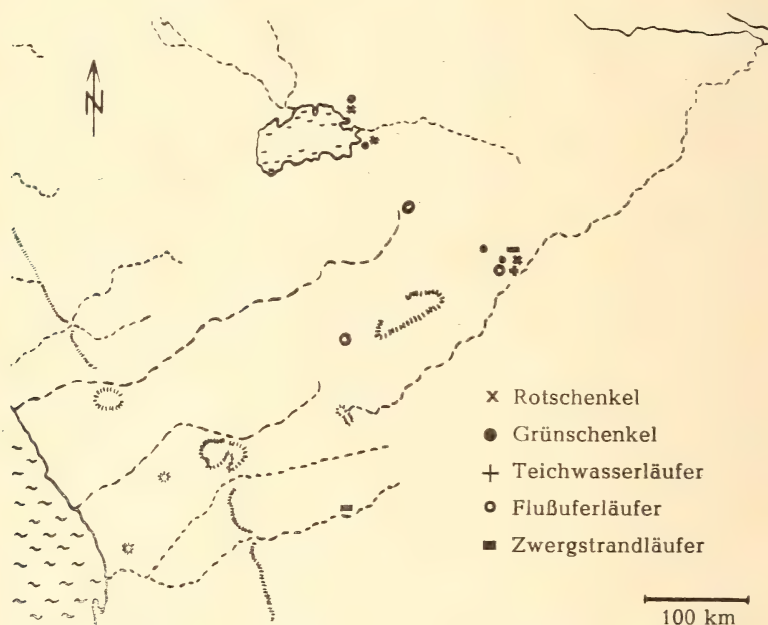 N
× Rotschenkel
● Grünschenkel
+ Teichwasserläufer
o Flußuferläufer
■ Zwergstrandläufer
100 km